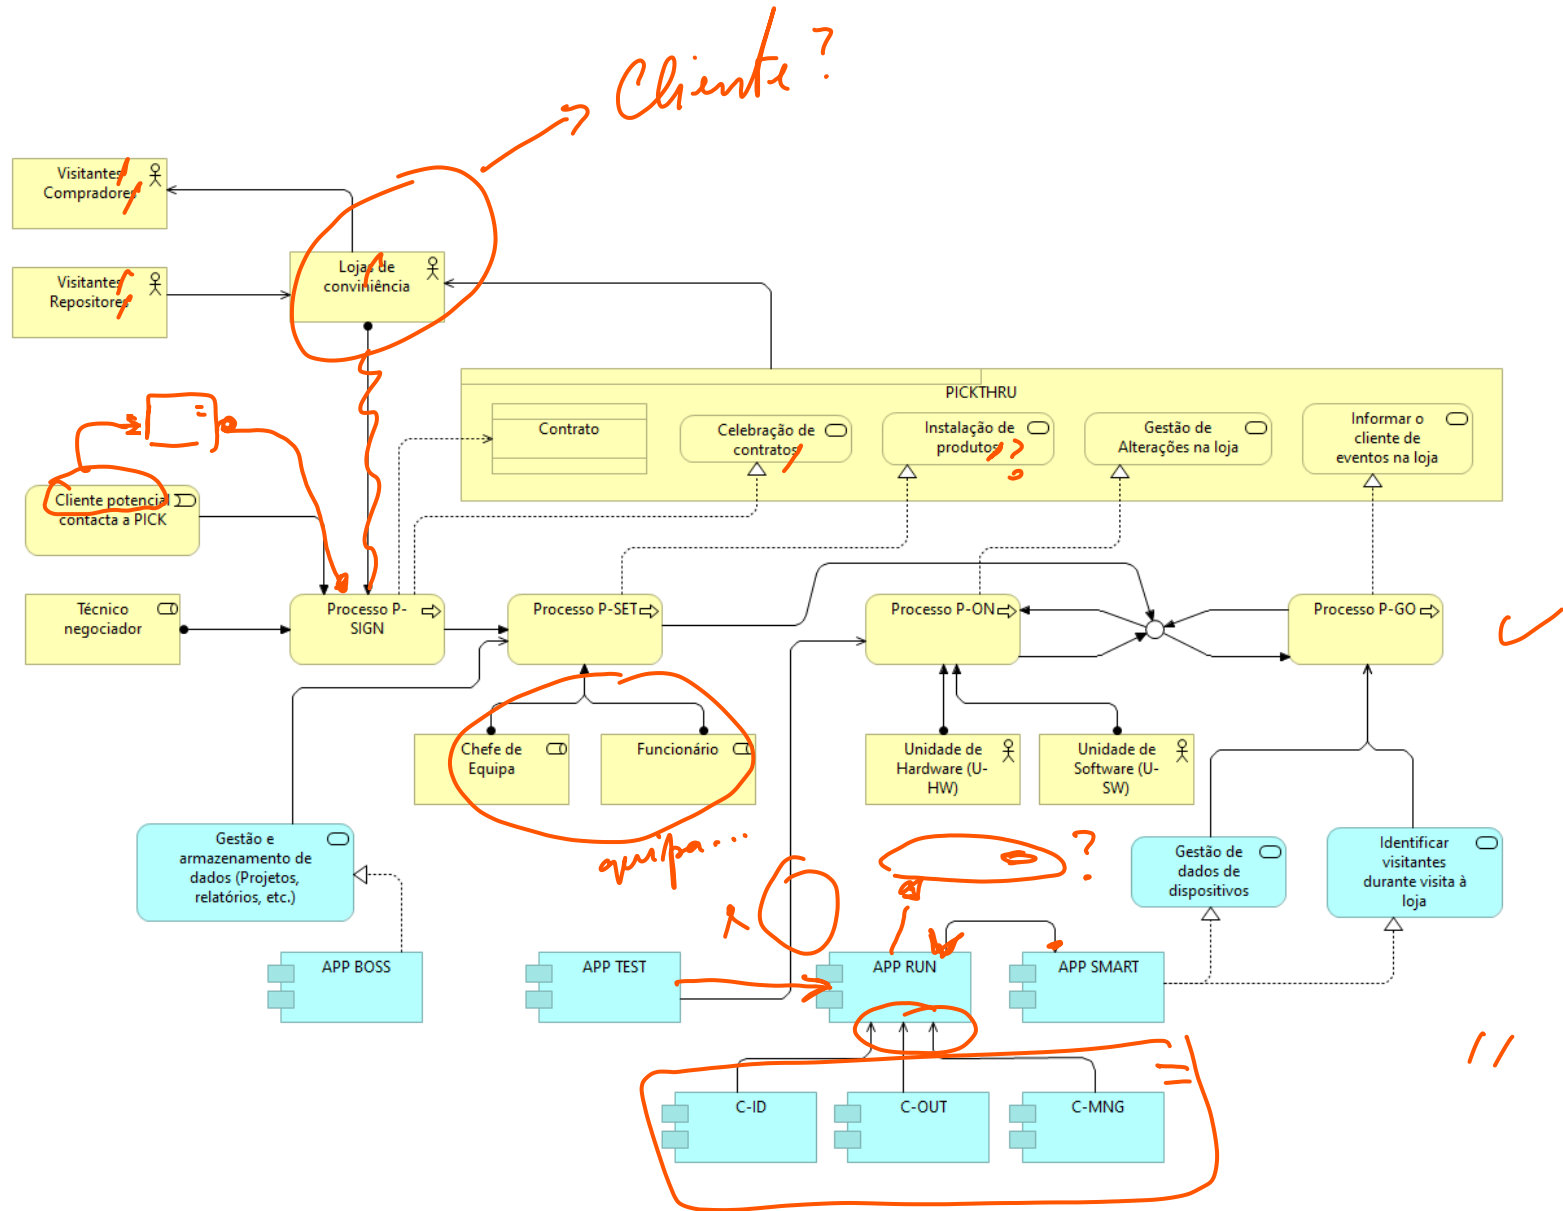 Cliente ?
Visitantes
Compradores
Lojas de
conviniência
Visitantes
Repositores
PICKTHRU
Contrato
Celebração de
contratos
Instalação de
produtos
??
Gestão de
Alterações na loja
Informar o
cliente de
eventos na loja
Cliente potencial
contacta a PICK
Técnico
negociador
Processo P-
SIGN
Processo P-SET
Processo P-ON
Processo P-GO
Chefe de
Equipa
Funcionário
Unidade de
Hardware (U-
HW)
Unidade de
Software (U-
SW)
equipa...
?
Gestão e
armazenamento de
dados (Projetos,
relatórios, etc.)
Gestão de
dados de
dispositivos
Identificar
visitantes
durante visita à
loja
APP BOSS
APP TEST
APP RUN
APP SMART
C-ID
C-OUT
C-MNG